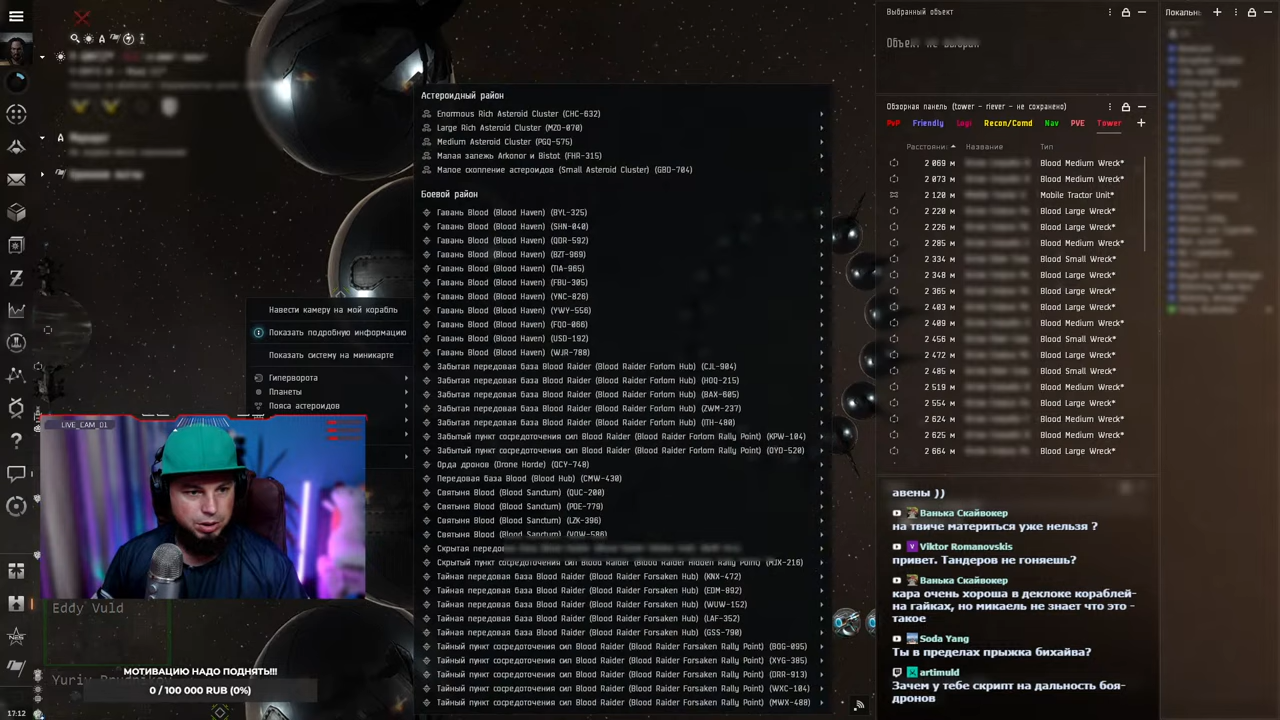 Астероидный район
Enormous Rich Asteroid Cluster (CHC-632)
Large Rich Asteroid Cluster (MZO-070)
Medium Asteroid Cluster (PGQ-575)
Малая залежь Arkonor и Bistot (FHR-315)
Малое скопление астероидов (Small Asteroid Cluster) (GBD-704)
Боевой район
Гавань Blood (Blood Haven) (BYL-325)
Гавань Blood (Blood Haven) (SHN-040)
Гавань Blood (Blood Haven) (QDR-592)
Гавань Blood (Blood Haven) (BZT-969)
Гавань Blood (Blood Haven) (TIA-965)
Гавань Blood (Blood Haven) (FBU-305)
Гавань Blood (Blood Haven) (YNC-826)
Гавань Blood (Blood Haven) (YWY-556)
Гавань Blood (Blood Haven) (FQO-066)
Гавань Blood (Blood Haven) (USD-192)
Гавань Blood (Blood Haven) (WJR-788)
Забытая передовая база Blood Raider (Blood Raider Forlorn Hub) (CJL-904)
Забытая передовая база Blood Raider (Blood Raider Forlorn Hub) (HOQ-215)
Забытая передовая база Blood Raider (Blood Raider Forlorn Hub) (BAX-605)
Забытая передовая база Blood Raider (Blood Raider Forlorn Hub) (ZWM-237)
Забытая передовая база Blood Raider (Blood Raider Forlorn Hub) (ITH-480)
Забытый пункт сосредоточения сил Blood Raider (Blood Raider Forlorn Rally Point) (KPW-104)
Забытый пункт сосредоточения сил Blood Raider (Blood Raider Forlorn Rally Point) (OYD-520)
Орда дронов (Drone Horde) (QCY-748)
Передовая база Blood (Blood Hub) (CMW-430)
Святыня Blood (Blood Sanctum) (QUC-200)
Святыня Blood (Blood Sanctum) (POE-779)
Святыня Blood (Blood Sanctum) (LZK-396)
Святыня Blood (Blood Sanctum) (VOW-586)
Скрытая передов
Скрытый пункт сосредоточения сил Blood Raider (Blood Raider Hidden Rally Point) (MJX-216)
Тайная передовая база Blood Raider (Blood Raider Forsaken Hub) (KNX-472)
Тайная передовая база Blood Raider (Blood Raider Forsaken Hub) (EDM-892)
Тайная передовая база Blood Raider (Blood Raider Forsaken Hub) (WUW-152)
Тайная передовая база Blood Raider (Blood Raider Forsaken Hub) (LAF-352)
Тайная передовая база Blood Raider (Blood Raider Forsaken Hub) (GSS-790)
Тайный пункт сосредоточения сил Blood Raider (Blood Raider Forsaken Rally Point) (BOG-095)
Тайный пункт сосредоточения сил Blood Raider (Blood Raider Forsaken Rally Point) (XYG-385)
Тайный пункт сосредоточения сил Blood Raider (Blood Raider Forsaken Rally Point) (DRR-913)
Тайный пункт сосредоточения сил Blood Raider (Blood Raider Forsaken Rally Point) (WXC-104)
Тайный пункт сосредоточения сил Blood Raider (Blood Raider Forsaken Rally Point) (MWX-488)
Навести камеру на мой корабль
Показать подробную информацию
Показать систему на миникарте
Гиперворота
Планеты
Пояса астероидов
LIVE_CAM_01
Eddy Vuld
Yuriy
МОТИВАЦИЮ НАДО ПОДНЯТЬ!!!
0 / 100 000 RUB (0%)
17:12
Выбранный объект
Объект не выбран
Обзорная панель (tower - riever - не сохранено)
PvP Friendly Logi Recon/Comd Nav PVE Tower
Расстояни: Название Тип
2 069 м Blood Medium Wreck*
2 073 м Blood Medium Wreck*
2 120 м Mobile Tractor Unit*
2 220 м Blood Large Wreck*
2 226 м Blood Large Wreck*
2 285 м Blood Medium Wreck*
2 334 м Blood Small Wreck*
2 348 м Blood Large Wreck*
2 365 м Blood Large Wreck*
2 403 м Blood Large Wreck*
2 409 м Blood Medium Wreck*
2 456 м Blood Small Wreck*
2 472 м Blood Large Wreck*
2 485 м Blood Small Wreck*
2 519 м Blood Medium Wreck*
2 554 м Blood Large Wreck*
2 624 м Blood Medium Wreck*
2 625 м Blood Medium Wreck*
2 664 м Blood Large Wreck*
Локальн
авены ))
Ванька Скайвокер
на твиче материться уже нельзя ?
Viktor Romanovskis
привет. Тандеров не гоняешь?
Ванька Скайвокер
кара очень хороша в деклоке кораблей-
на гайках, но микаель не знает что это -
такое
Soda Yang
Ты в пределах прыжка бихайва?
artimuld
Зачем у тебе скрипт на дальность боя-
дронов